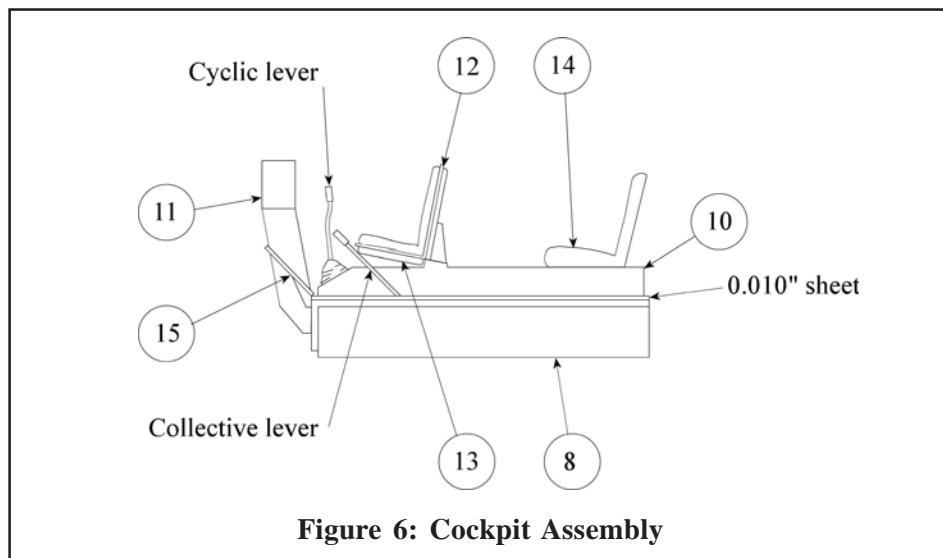 Cyclic lever
12
14
11
10
0.010" sheet
15
Collective lever
13
8
Figure 6: Cockpit Assembly